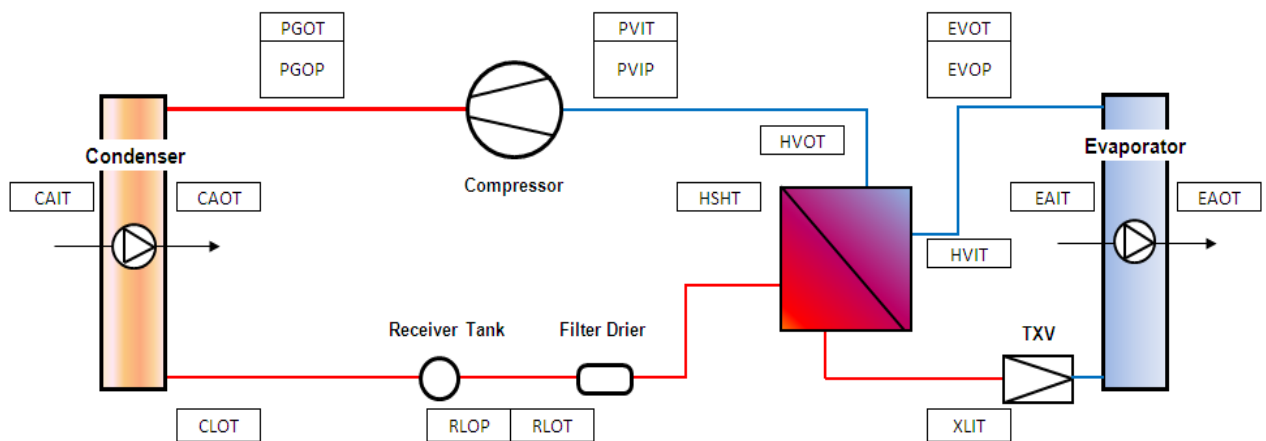 PGOT
PVIT
EVOT
PGOP
PVIP
EVOP
HVOT
Condenser
Evaporator
Compressor
CAIT
CAOT
HSHT
EAIT
EAOT
HVIT
Receiver Tank
Filter Drier
TXV
CLOT
RLOP
RLOT
XLIT